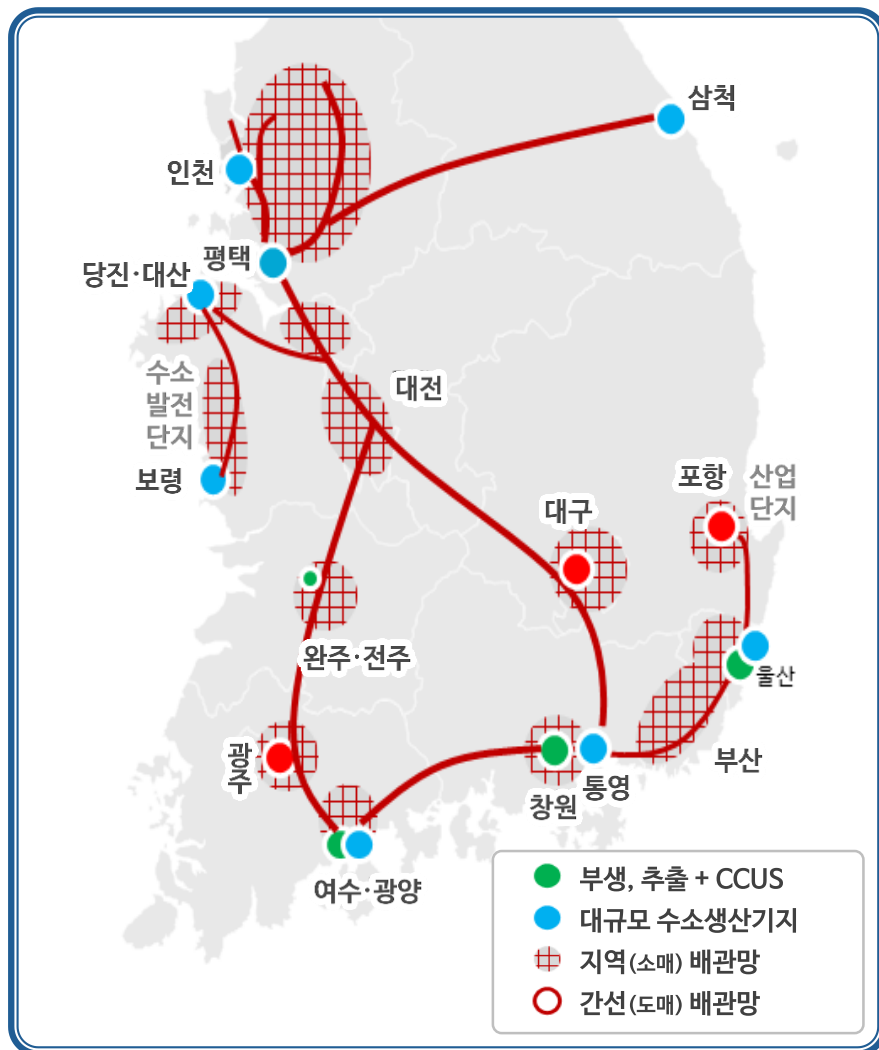 삼척
인천
평택
당진·대산
수소
발전
단지
대전
보령
포항
산업
단지
대구
완주·전주
울산
광
주
부산
통영
창원
여수·광양
부생, 추출 + CCUS
대규모 수소생산기지
지역(소매) 배관망
간선(도매) 배관망